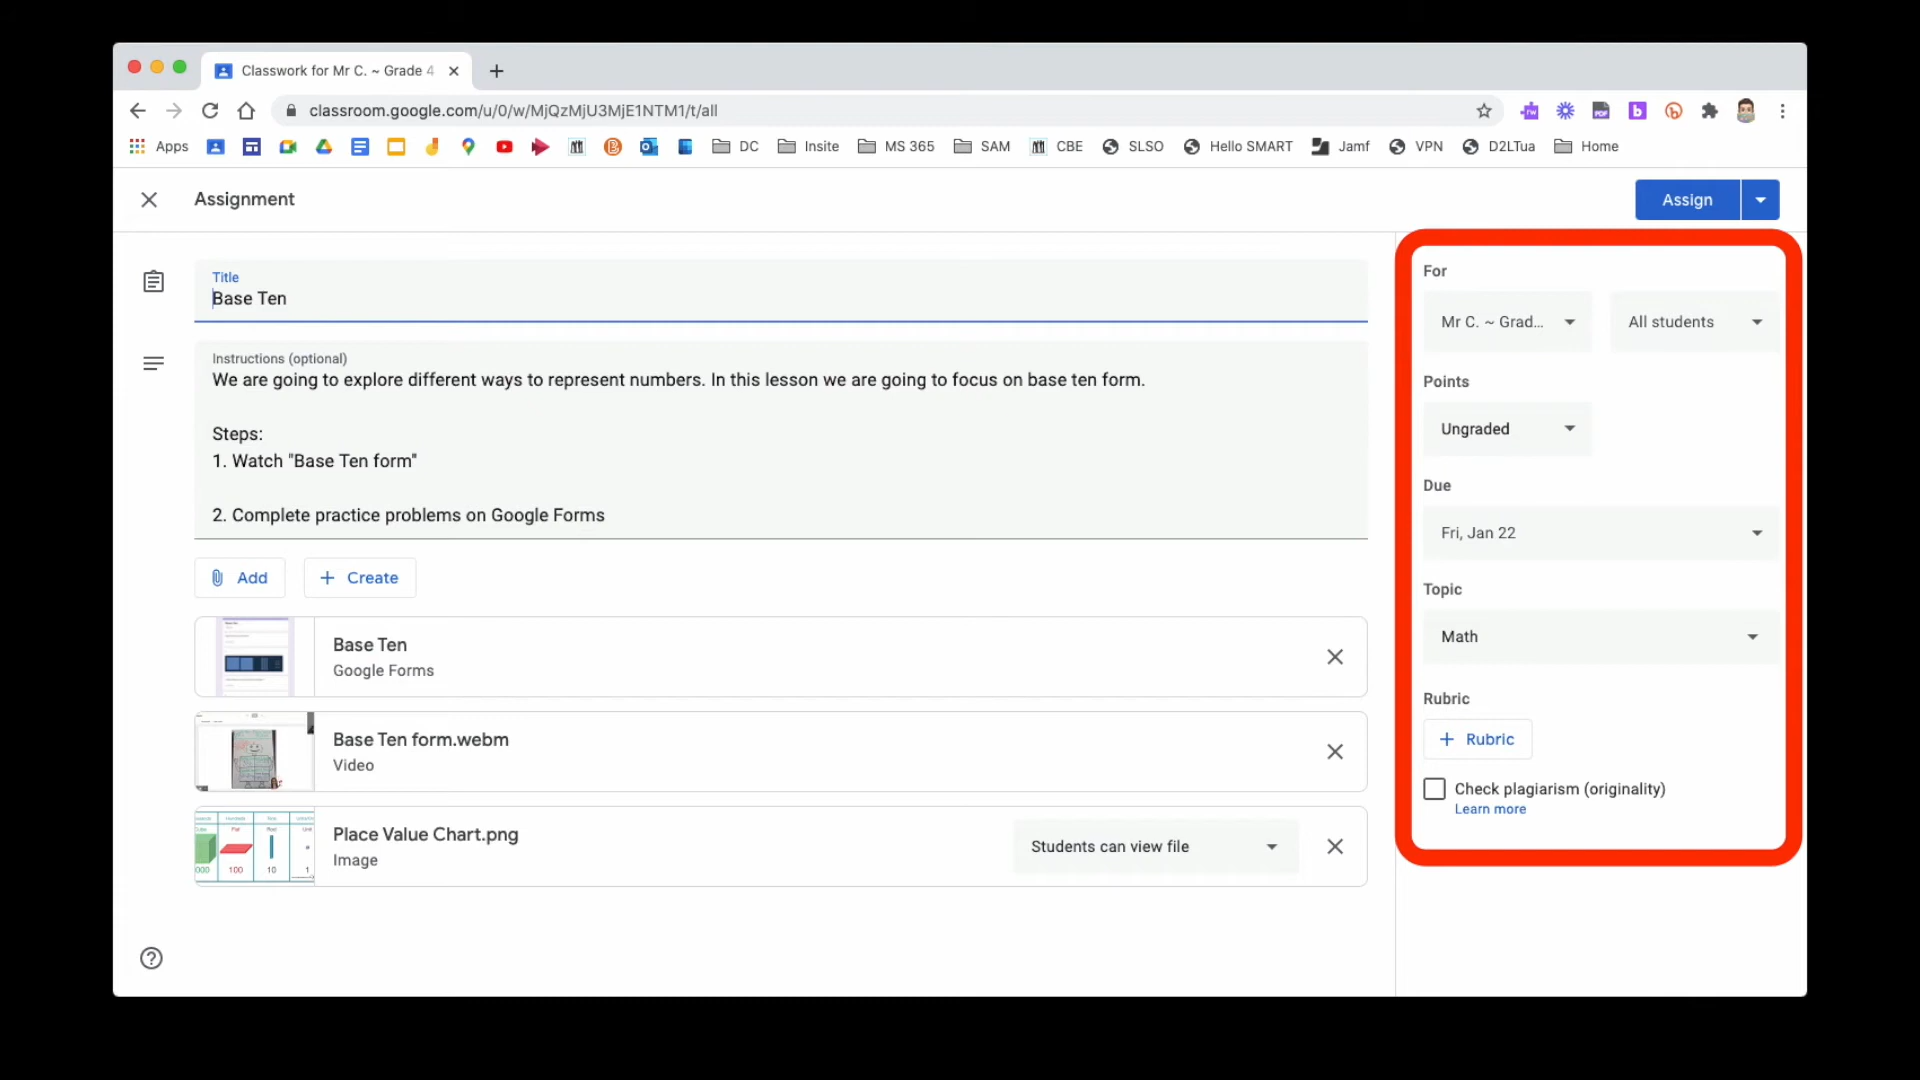 Classwork for Mr C. ~ Grade 4
classroom.google.com/u/0/w/MjQzMjU3MjE1NTM1/t/all
Apps DC Insite MS 365 SAM CBE SLSO Hello SMART Jamf VPN D2LTua Home
Assignment
Assign
Title
Base Ten
Instructions (optional)
We are going to explore different ways to represent numbers. In this lesson we are going to focus on base ten form.
Steps:
1. Watch "Base Ten form"
2. Complete practice problems on Google Forms
Add
Create
Base Ten
Google Forms
Base Ten form.webm
Video
Place Value Chart.png
Image
Students can view file
000 100 10 1
For
Mr C. ~ Grad...
All students
Points
Ungraded
Due
Fri, Jan 22
Topic
Math
Rubric
Rubric
Check plagiarism (originality)
Learn more